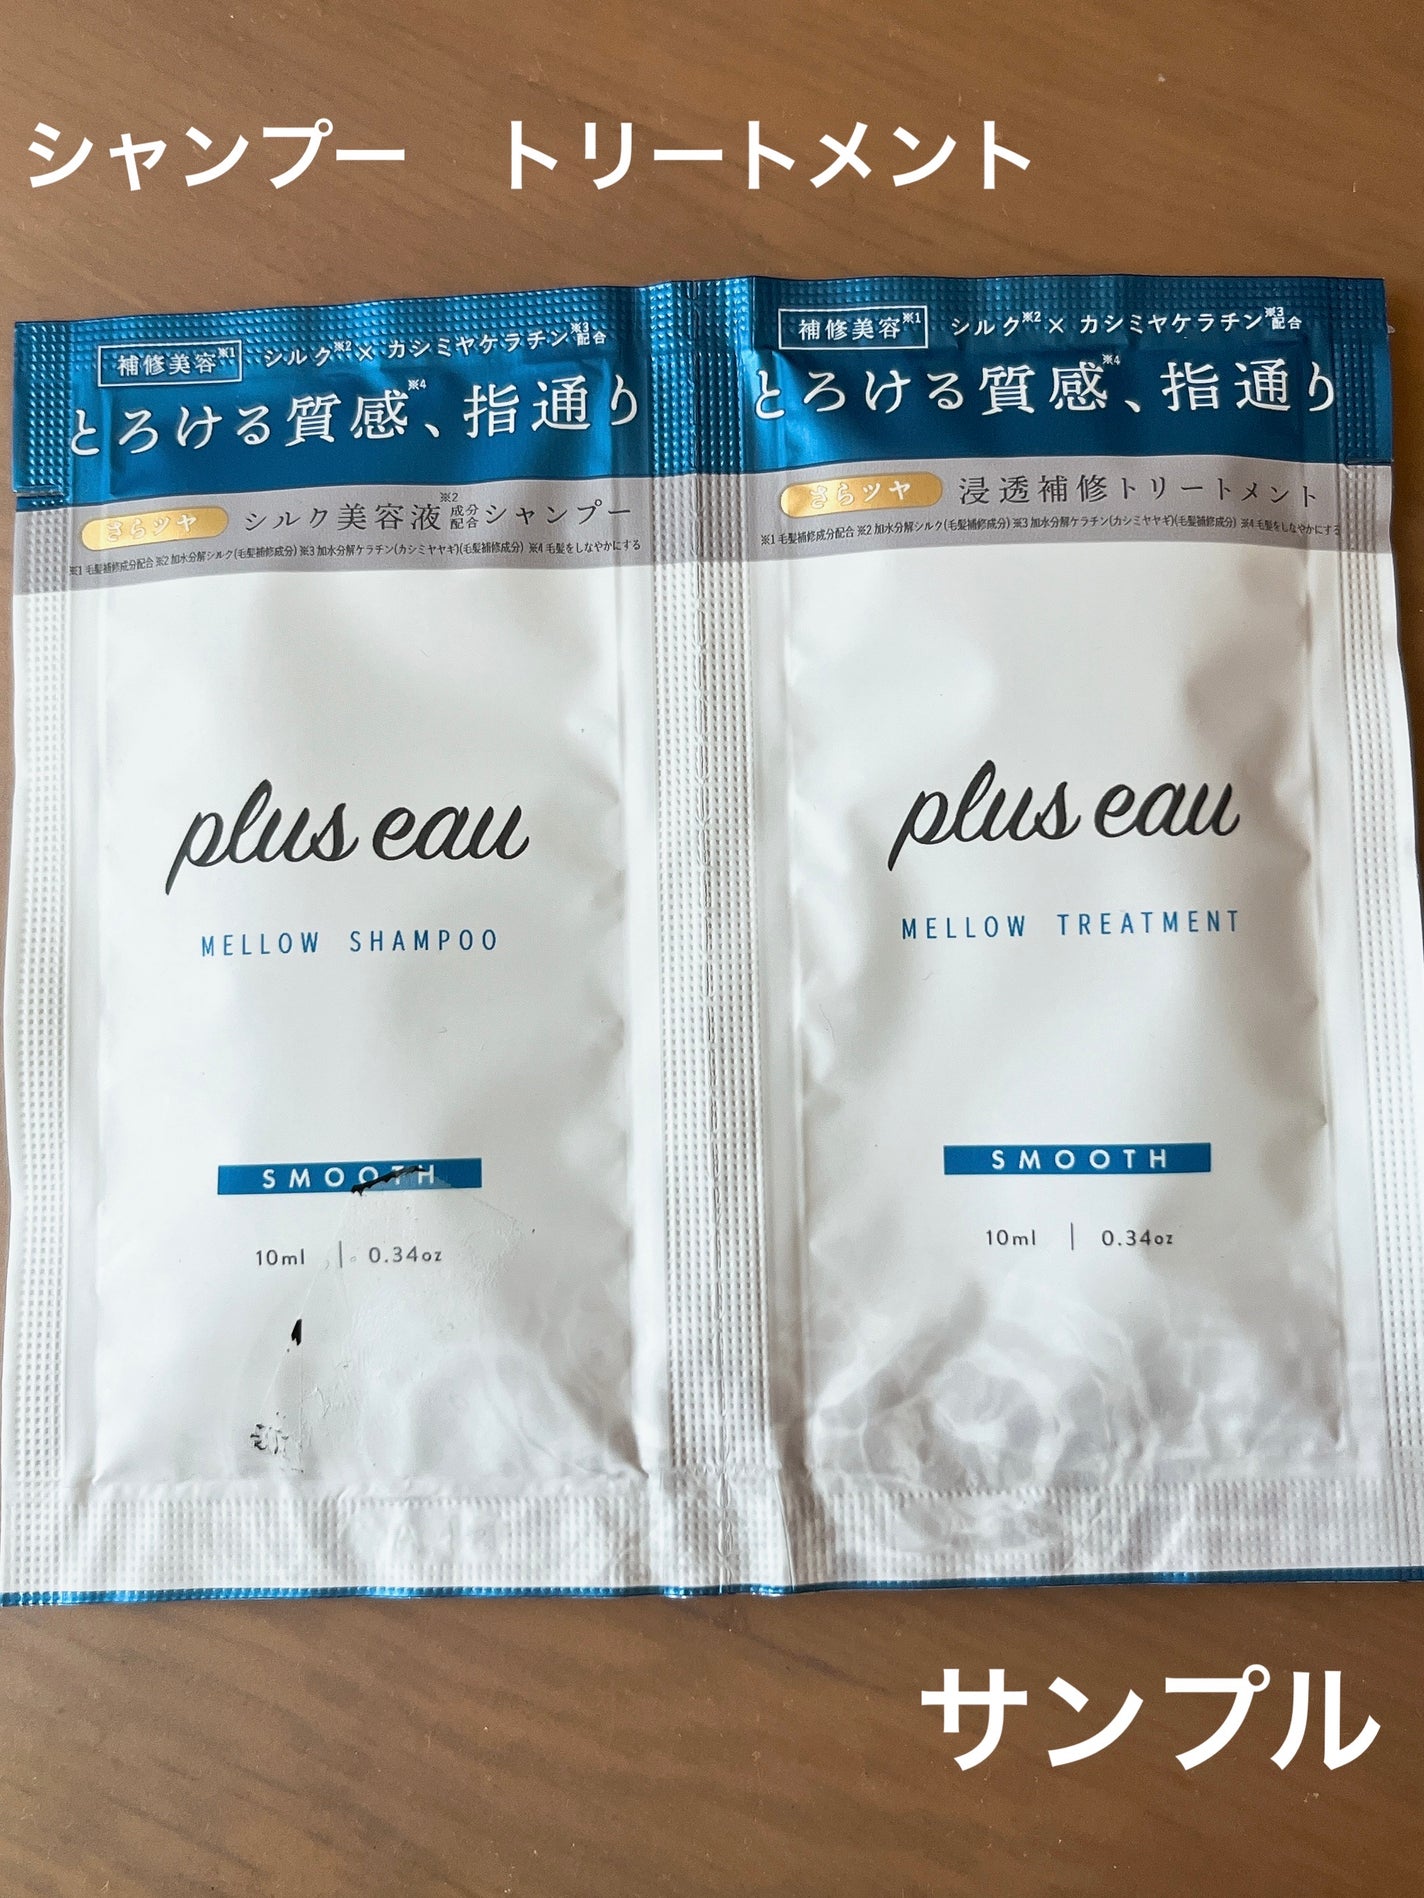 シャンプー　トリートメント
補修美容※1 シルク※2× カシミヤケラチン※3配合
とろける質感※4、指通り
さらツヤ シルク美容液※2成分配合シャンプー
※1 毛髪補修成分配合 ※2 加水分解シルク(毛髪補修成分) ※3 加水分解ケラチン(カシミヤヤギ)(毛髪補修成分) ※4 毛髪をしなやかにする
plus eau
MELLOW SHAMPOO
SMOOTH
10ml | 0.34oz
補修美容※1 シルク※2× カシミヤケラチン※3配合
とろける質感※4、指通り
さらツヤ 浸透補修トリートメント
※1 毛髪補修成分配合 ※2 加水分解シルク(毛髪補修成分) ※3 加水分解ケラチン(カシミヤヤギ)(毛髪補修成分) ※4 毛髪をしなやかにする
plus eau
MELLOW TREATMENT
SMOOTH
10ml | 0.34oz
サンプル